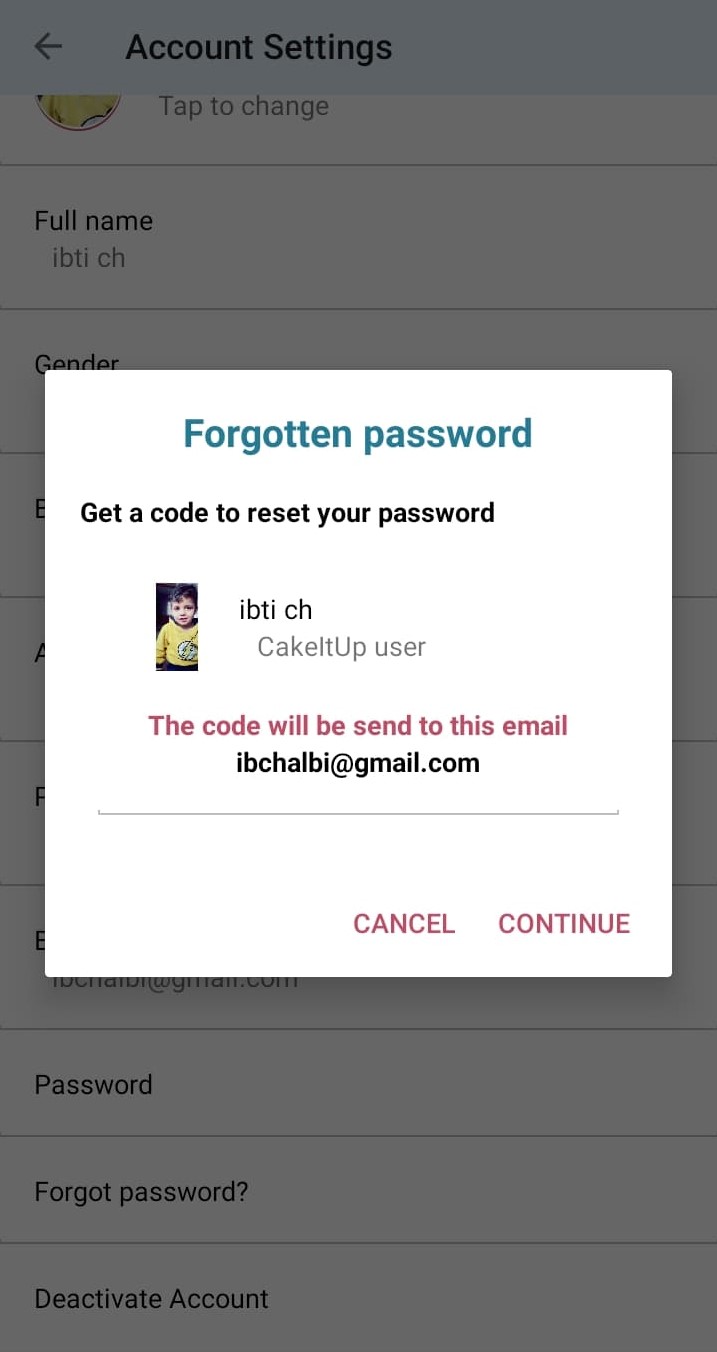 Account Settings
Tap to change
Full name
ibti ch
Gender
Forgotten password
Get a code to reset your password
ibti ch
CakeItUp user
The code will be send to this email
ibchalbi@gmail.com
CANCEL CONTINUE
ibchalbi@gmail.com
Password
Forgot password?
Deactivate Account